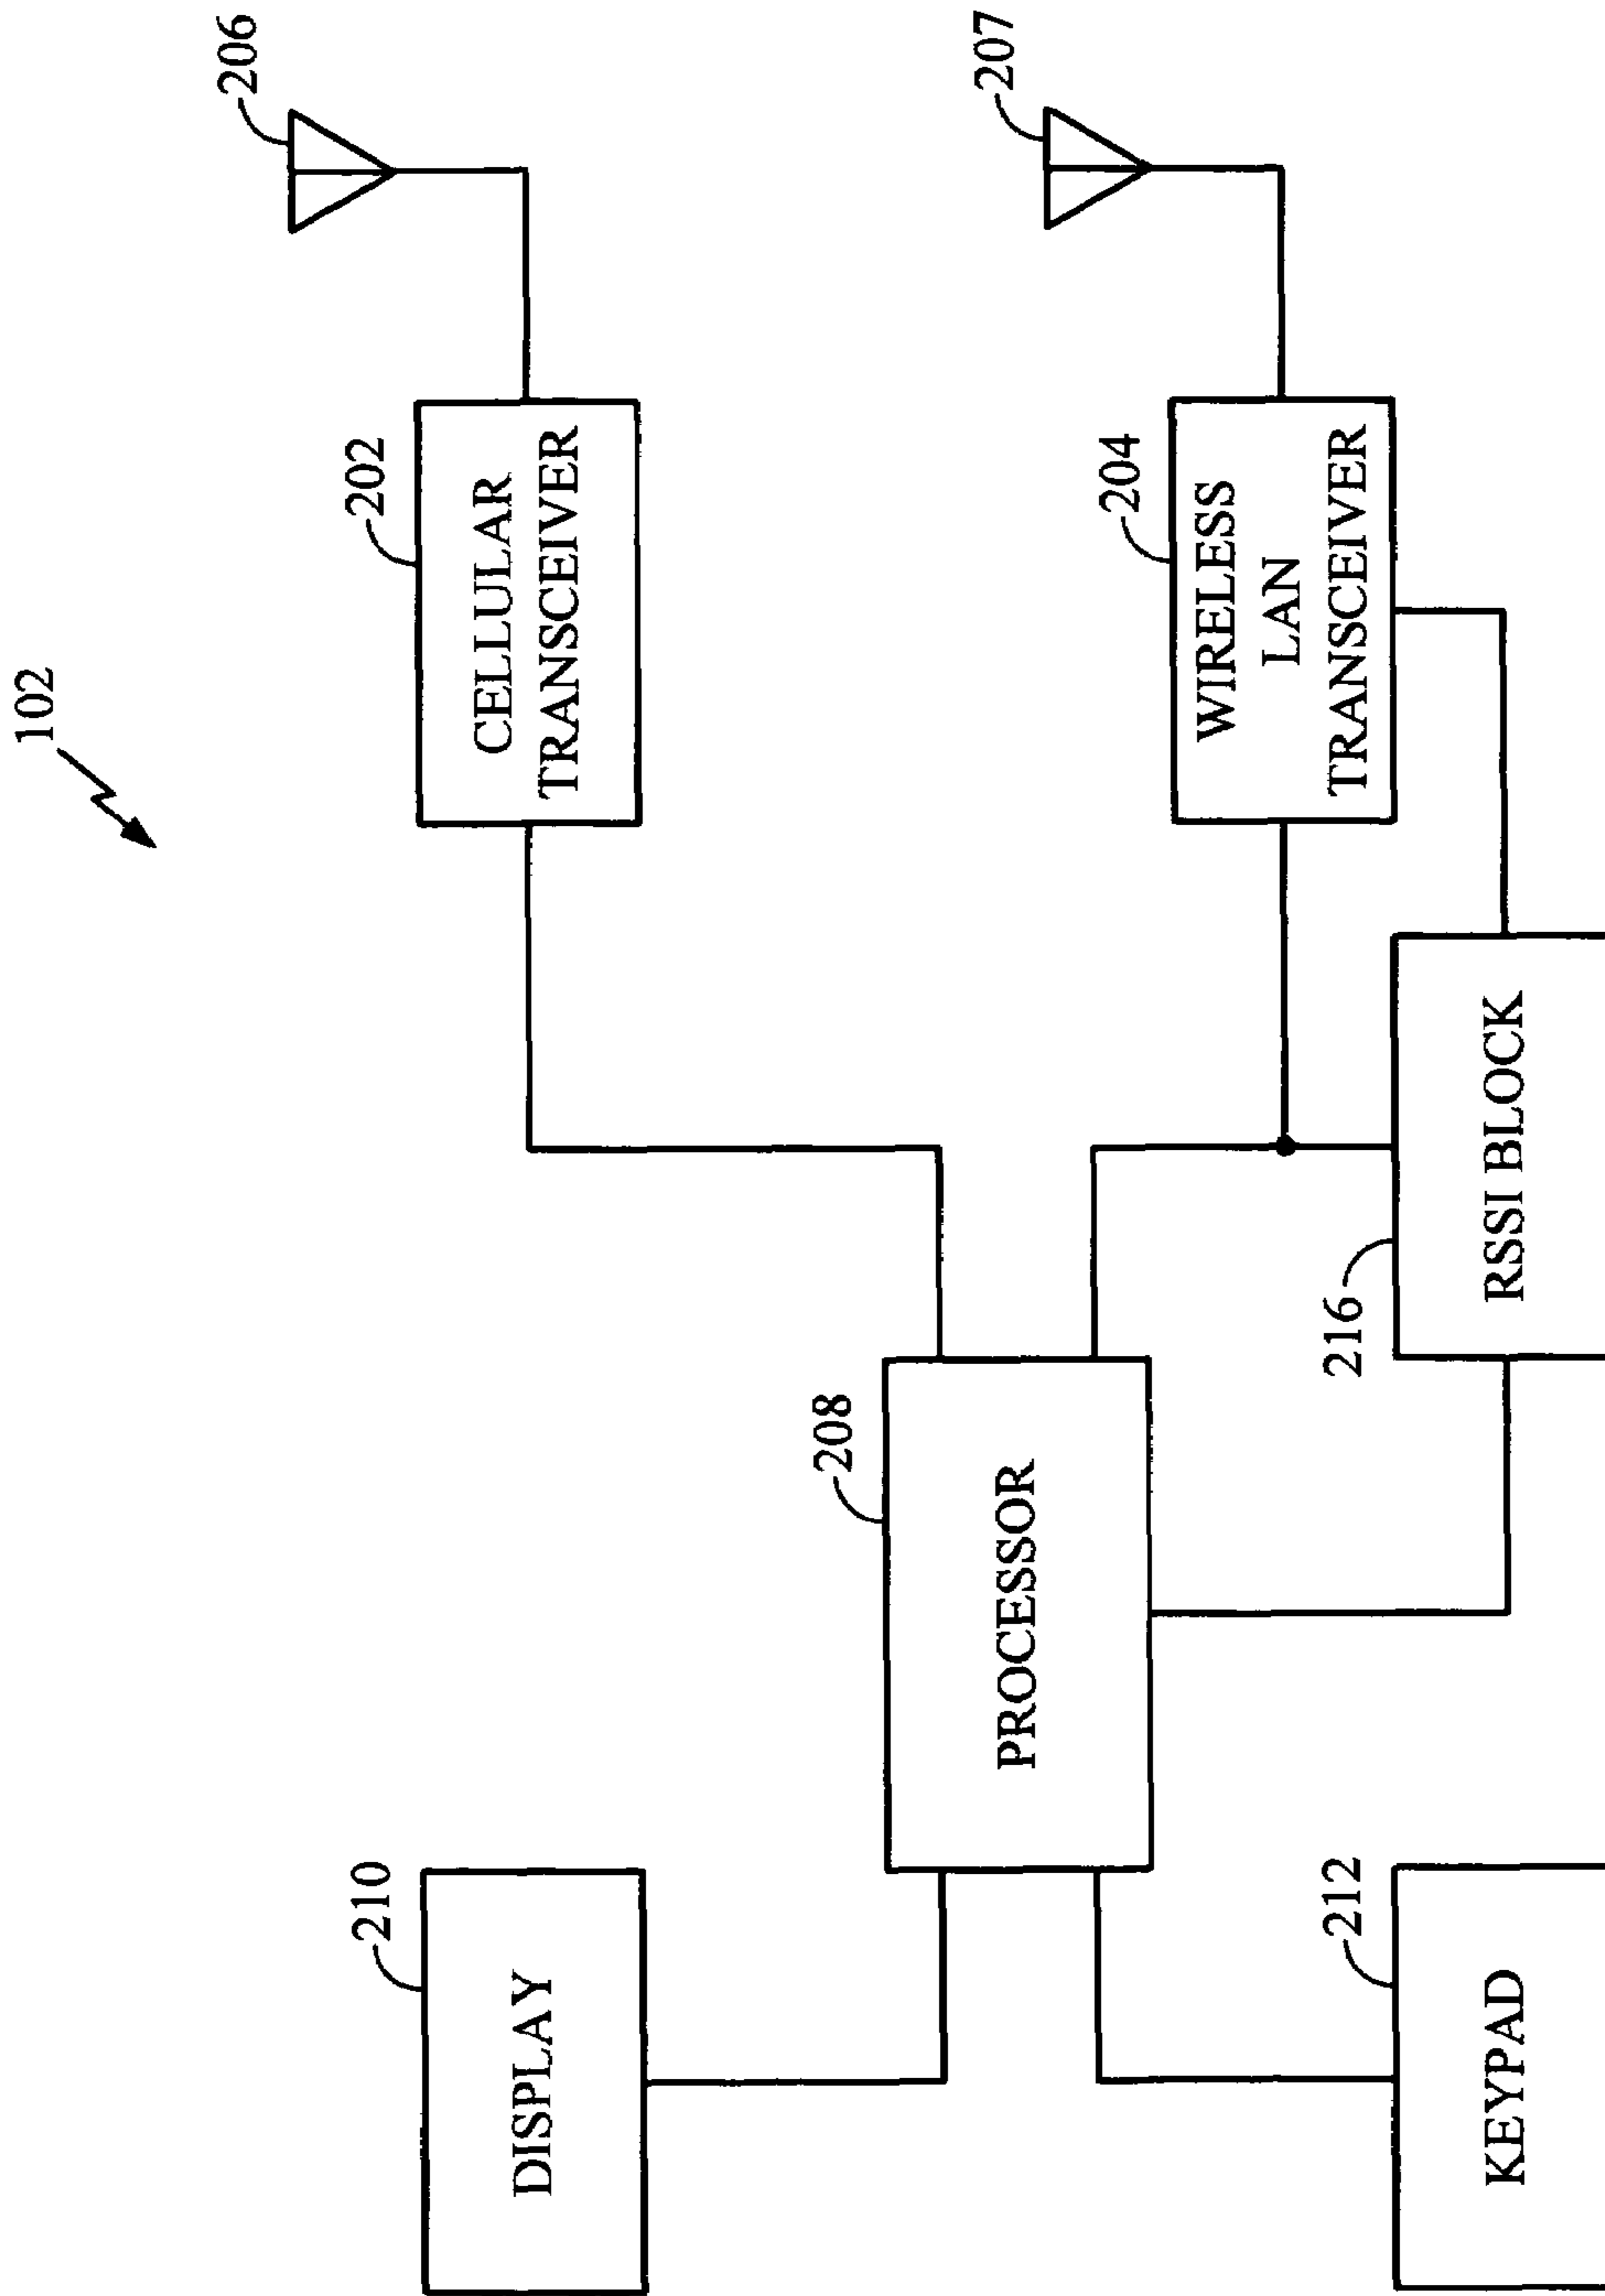 102
206
202
CELLULAR
TRANSCEIVER
210
DISPLAY
208
PROCESSOR
207
204
WIRELESS
LAN
TRANSCEIVER
216
RSSI BLOCK
212
KEYPAD